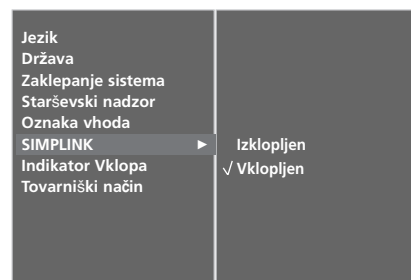 Jezik
Država
Zaklepanje sistema
Starševski nadzor
Oznaka vhoda
SIMPLINK ►
Indikator Vklopa
Tovarniški način
Izklopljen
√ Vklopljen